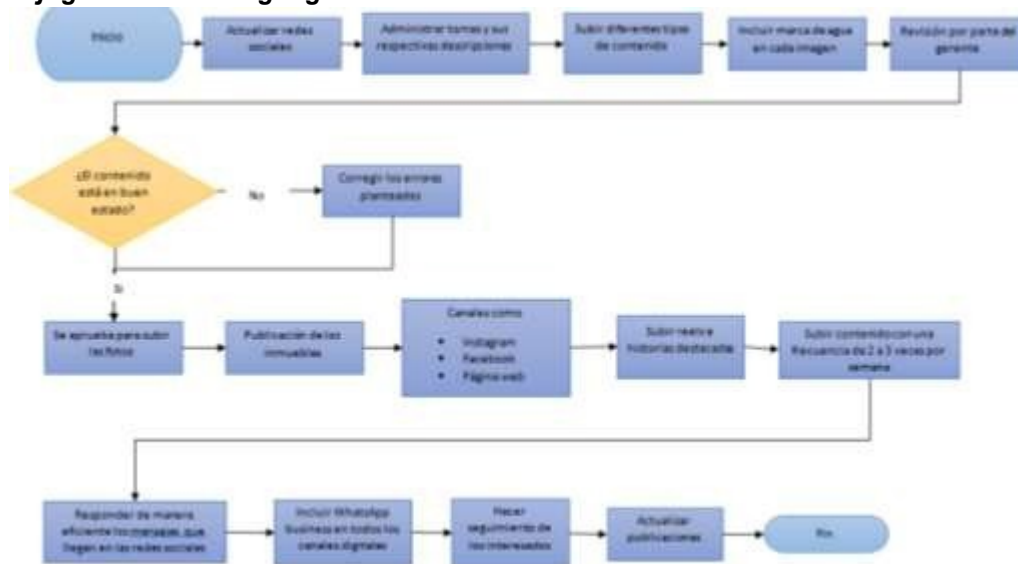 Inicio
Actualizar redes
sociales
Administrar tomas y sus
respectivas descripciones
Subir diferentes tipos
de contenido
Incluir marca de agua
en cada imagen
Revisión por parte del
gerente
¿El contenido
está en buen
estado?
No
Corregir los errores
planteados
Si
Se aprueba para subir
las fotos
Publicación de los
inmuebles
Canales como
• Instagram
• Facebook
• Página web
Subir reels e
historias destacadas
Subir contenido con una
frecuencia de 2 a 3 veces por
semana
Responder de manera
eficiente los mensajes que
llegan en las redes sociales
Incluir WhatsApp
business en todos los
canales digitales
Hacer
seguimiento de
los interesados
Actualizar
publicaciones
Fin